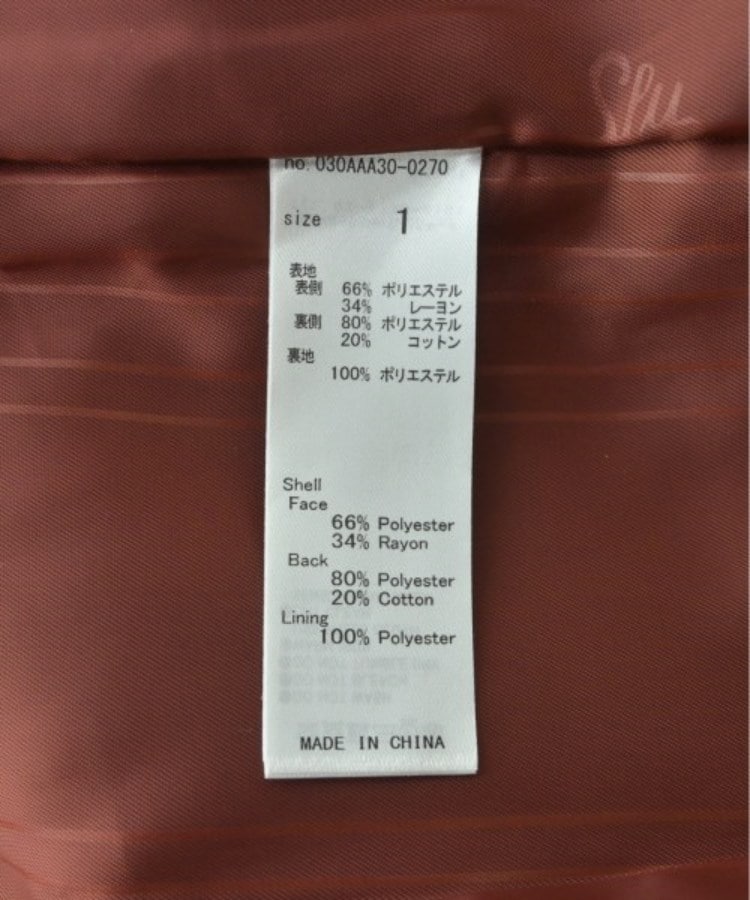 no. 030AAA30-0270
size 1
表地
表側 66% ポリエステル
34% レーヨン
裏側 80% ポリエステル
20% コットン
裏地
100% ポリエステル
Shell
Face
66% Polyester
34% Rayon
Back
80% Polyester
20% Cotton
Lining
100% Polyester
MADE IN CHINA